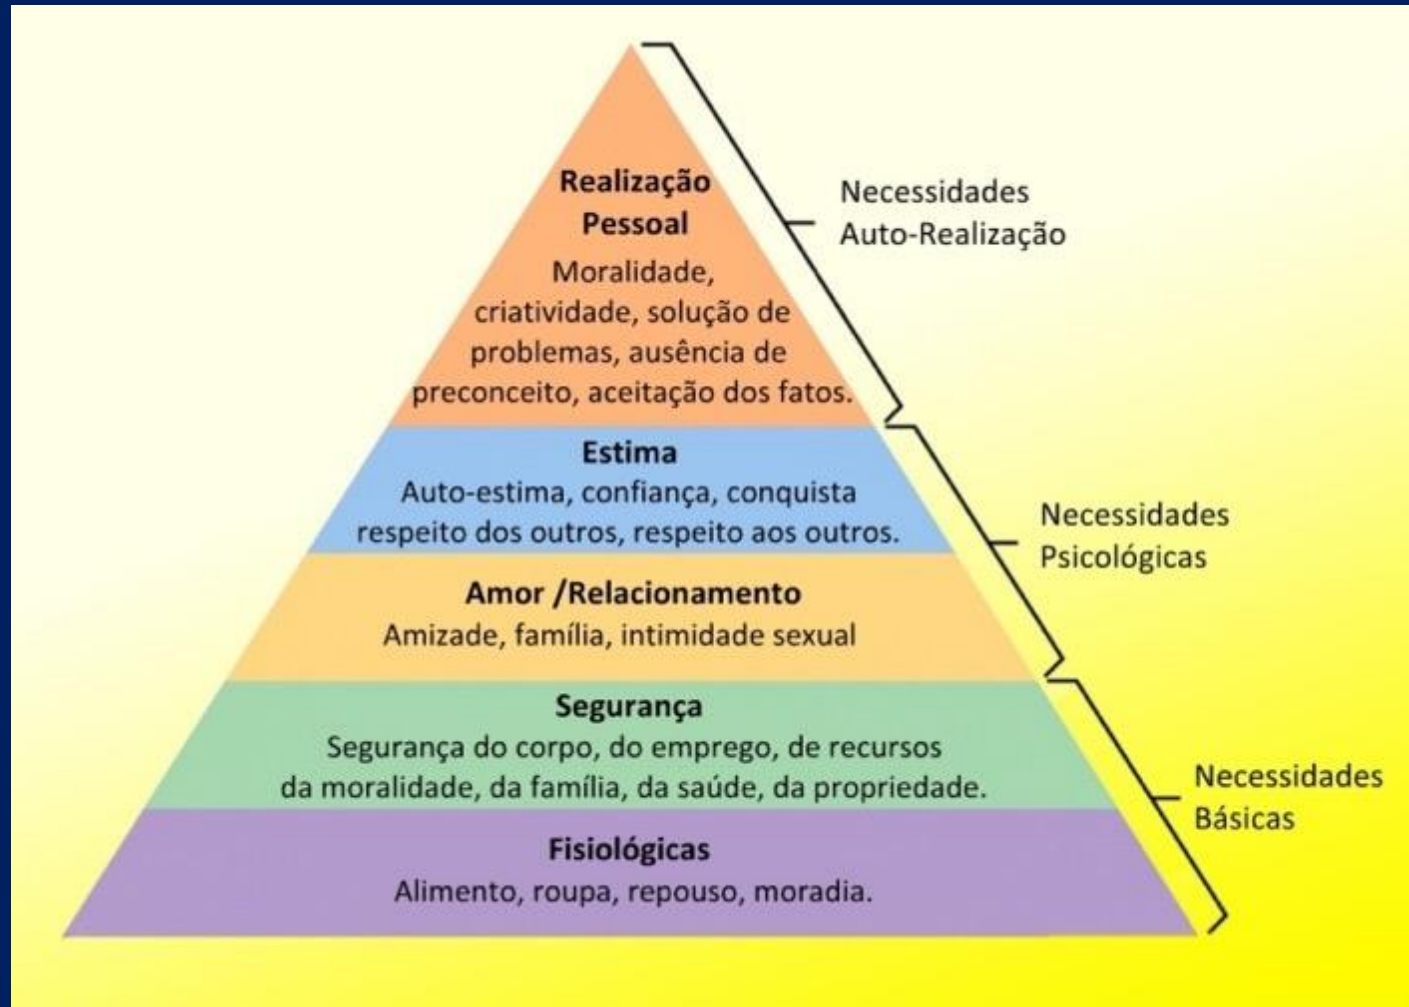 Realização
Pessoal
Moralidade,
criatividade, solução de
problemas, ausência de
preconceito, aceitação dos fatos.
Necessidades
Auto-Realização
Estima
Auto-estima, confiança, conquista
respeito dos outros, respeito aos outros.
Amor /Relacionamento
Amizade, família, intimidade sexual
Necessidades
Psicológicas
Segurança
Segurança do corpo, do emprego, de recursos
da moralidade, da família, da saúde, da propriedade.
Fisiológicas
Alimento, roupa, repouso, moradia.
Necessidades
Básicas